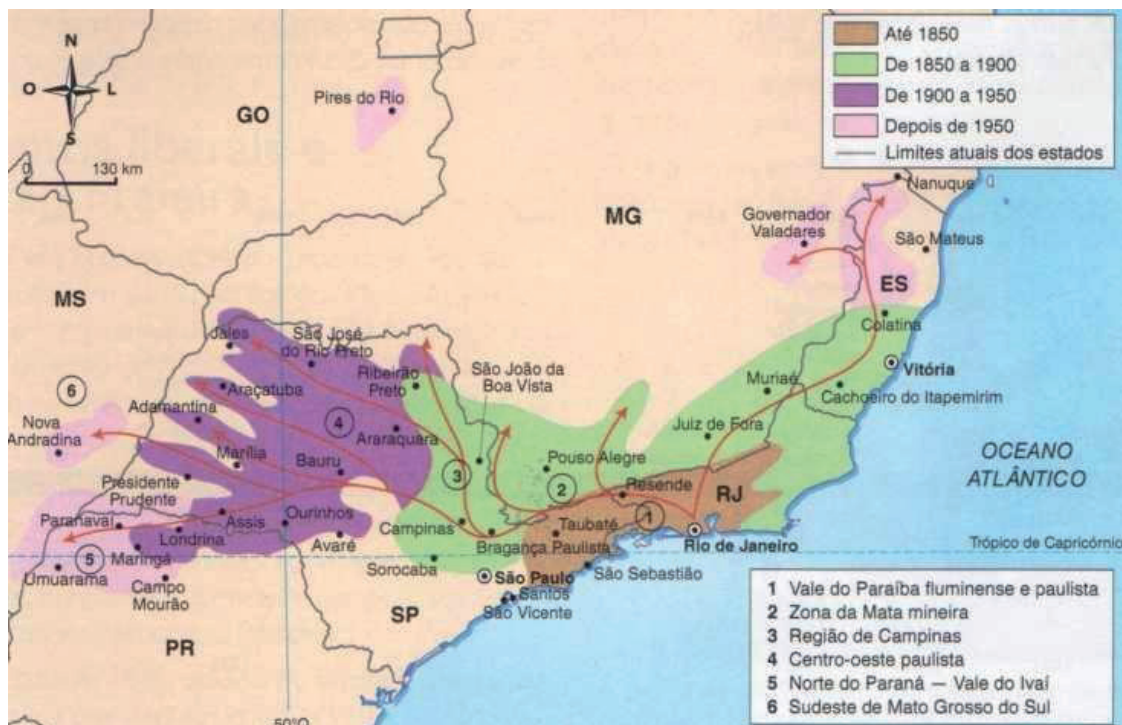 Até 1850
De 1850 a 1900
De 1900 a 1950
Depois de 1950
Limites atuais dos estados
N
O
L
S
0
130 km
Pires do Rio
GO
MG
Nanuque
Governador
Valadares
São Mateus
ES
MS
Colatina
Jales
São José
do Rio Preto
Ribeirão
Preto
São João da
Boa Vista
Vitória
6
Araçatuba
Muriaé
Cachoeiro do Itapemirim
Nova
Andradina
Adamantina
4
Araraquara
Juiz de Fora
Marília
Bauru
3
Pouso Alegre
OCEANO
ATLÂNTICO
Présidente
Prudente
2
Resende
RJ
Paranavaí
Assis
Ourinhos
Campinas
Taubaté
1
Londrina
Avaré
Bragança Paulista
Rio de Janeiro
Trópico de Capricórnio
Maringá
5
Sorocaba
São Sebastião
Umuarama
Campo
Mourão
São Paulo
Santos
São Vicente
SP
PR
50°O
1 Vale do Paraíba fluminense e paulista
2 Zona da Mata mineira
3 Região de Campinas
4 Centro-oeste paulista
5 Norte do Paraná — Vale do Ivaí
6 Sudeste de Mato Grosso do Sul